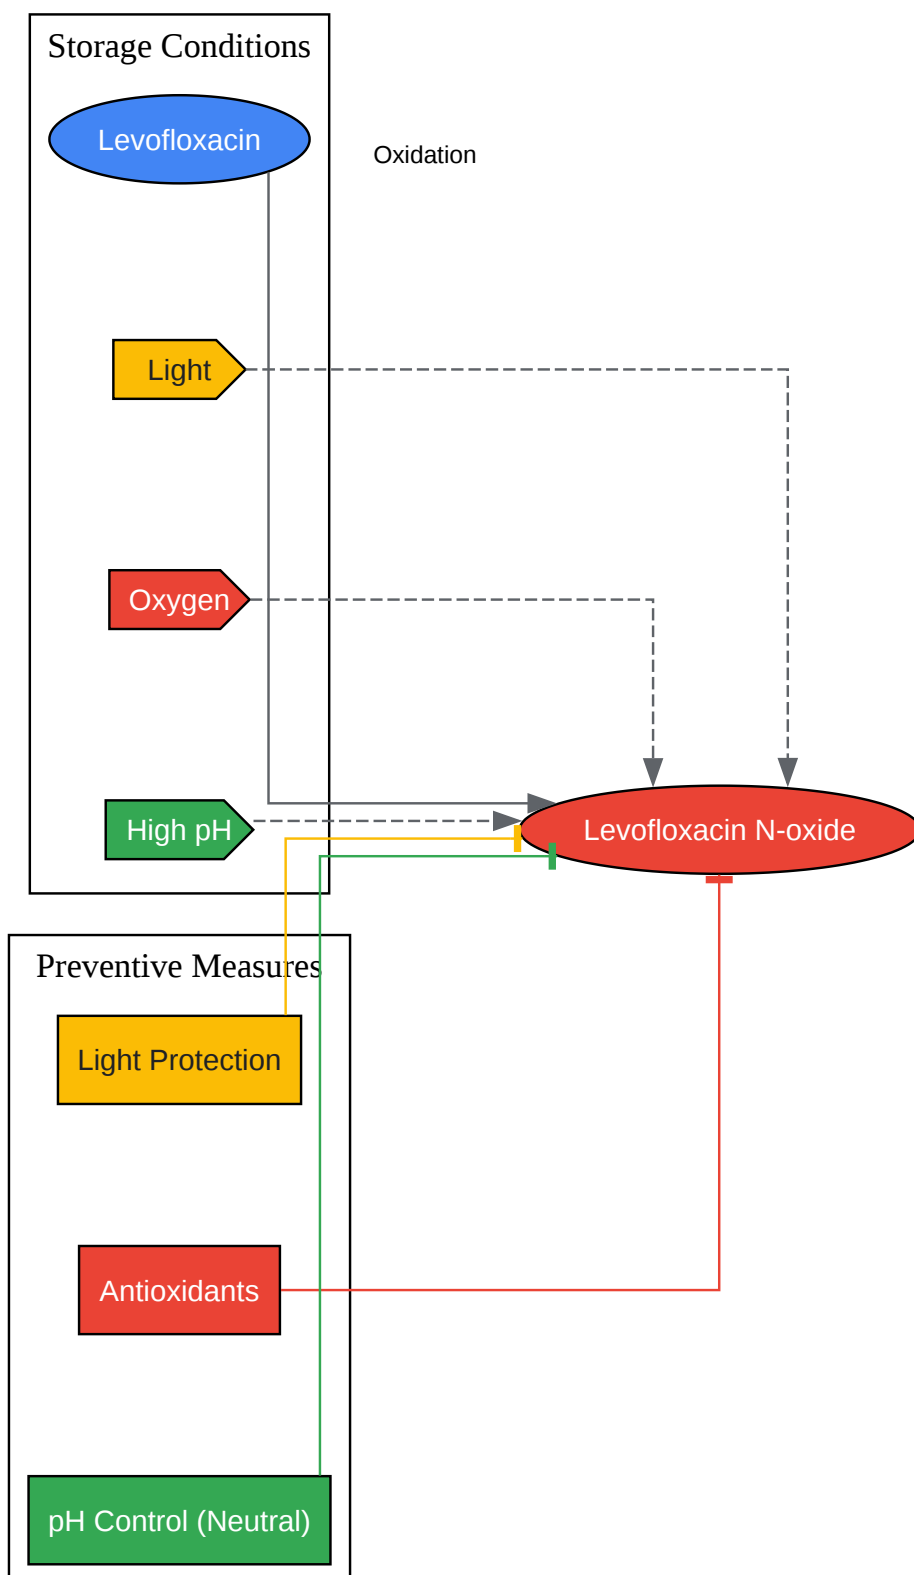 Storage Conditions
Levofloxacin
Oxidation
Light
Oxygen
High pH
Levofloxacin N-oxide
Preventive Measures
Light Protection
Antioxidants
pH Control (Neutral)